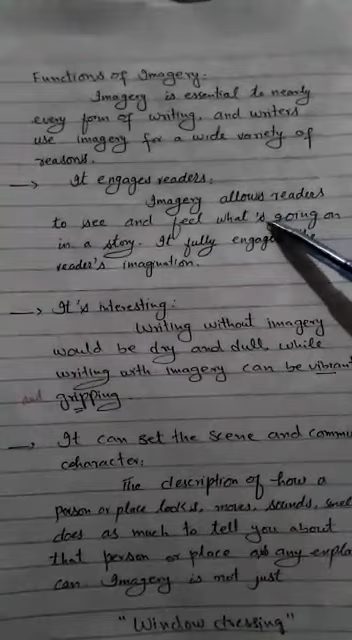 Functions of Imagery:
Imagery is essential to nearly
every form of writing, and writers
use imagery for a wide variety of
reasons.
→ It engages readers:
Imagery allows readers
to see and feel what's going on
in a story. It fully engage
reader's imagination.
→ It's interesting:
Writing without imagery
would be dry and dull, while
writing with imagery can be vibrant
and gripping.
→ It can set the scene and commu
character:
The description of how a
person or place looks, moves, sounds, smel
does as much to tell you about
that person or place as any expla
can. Imagery is not just
"Window dressing"